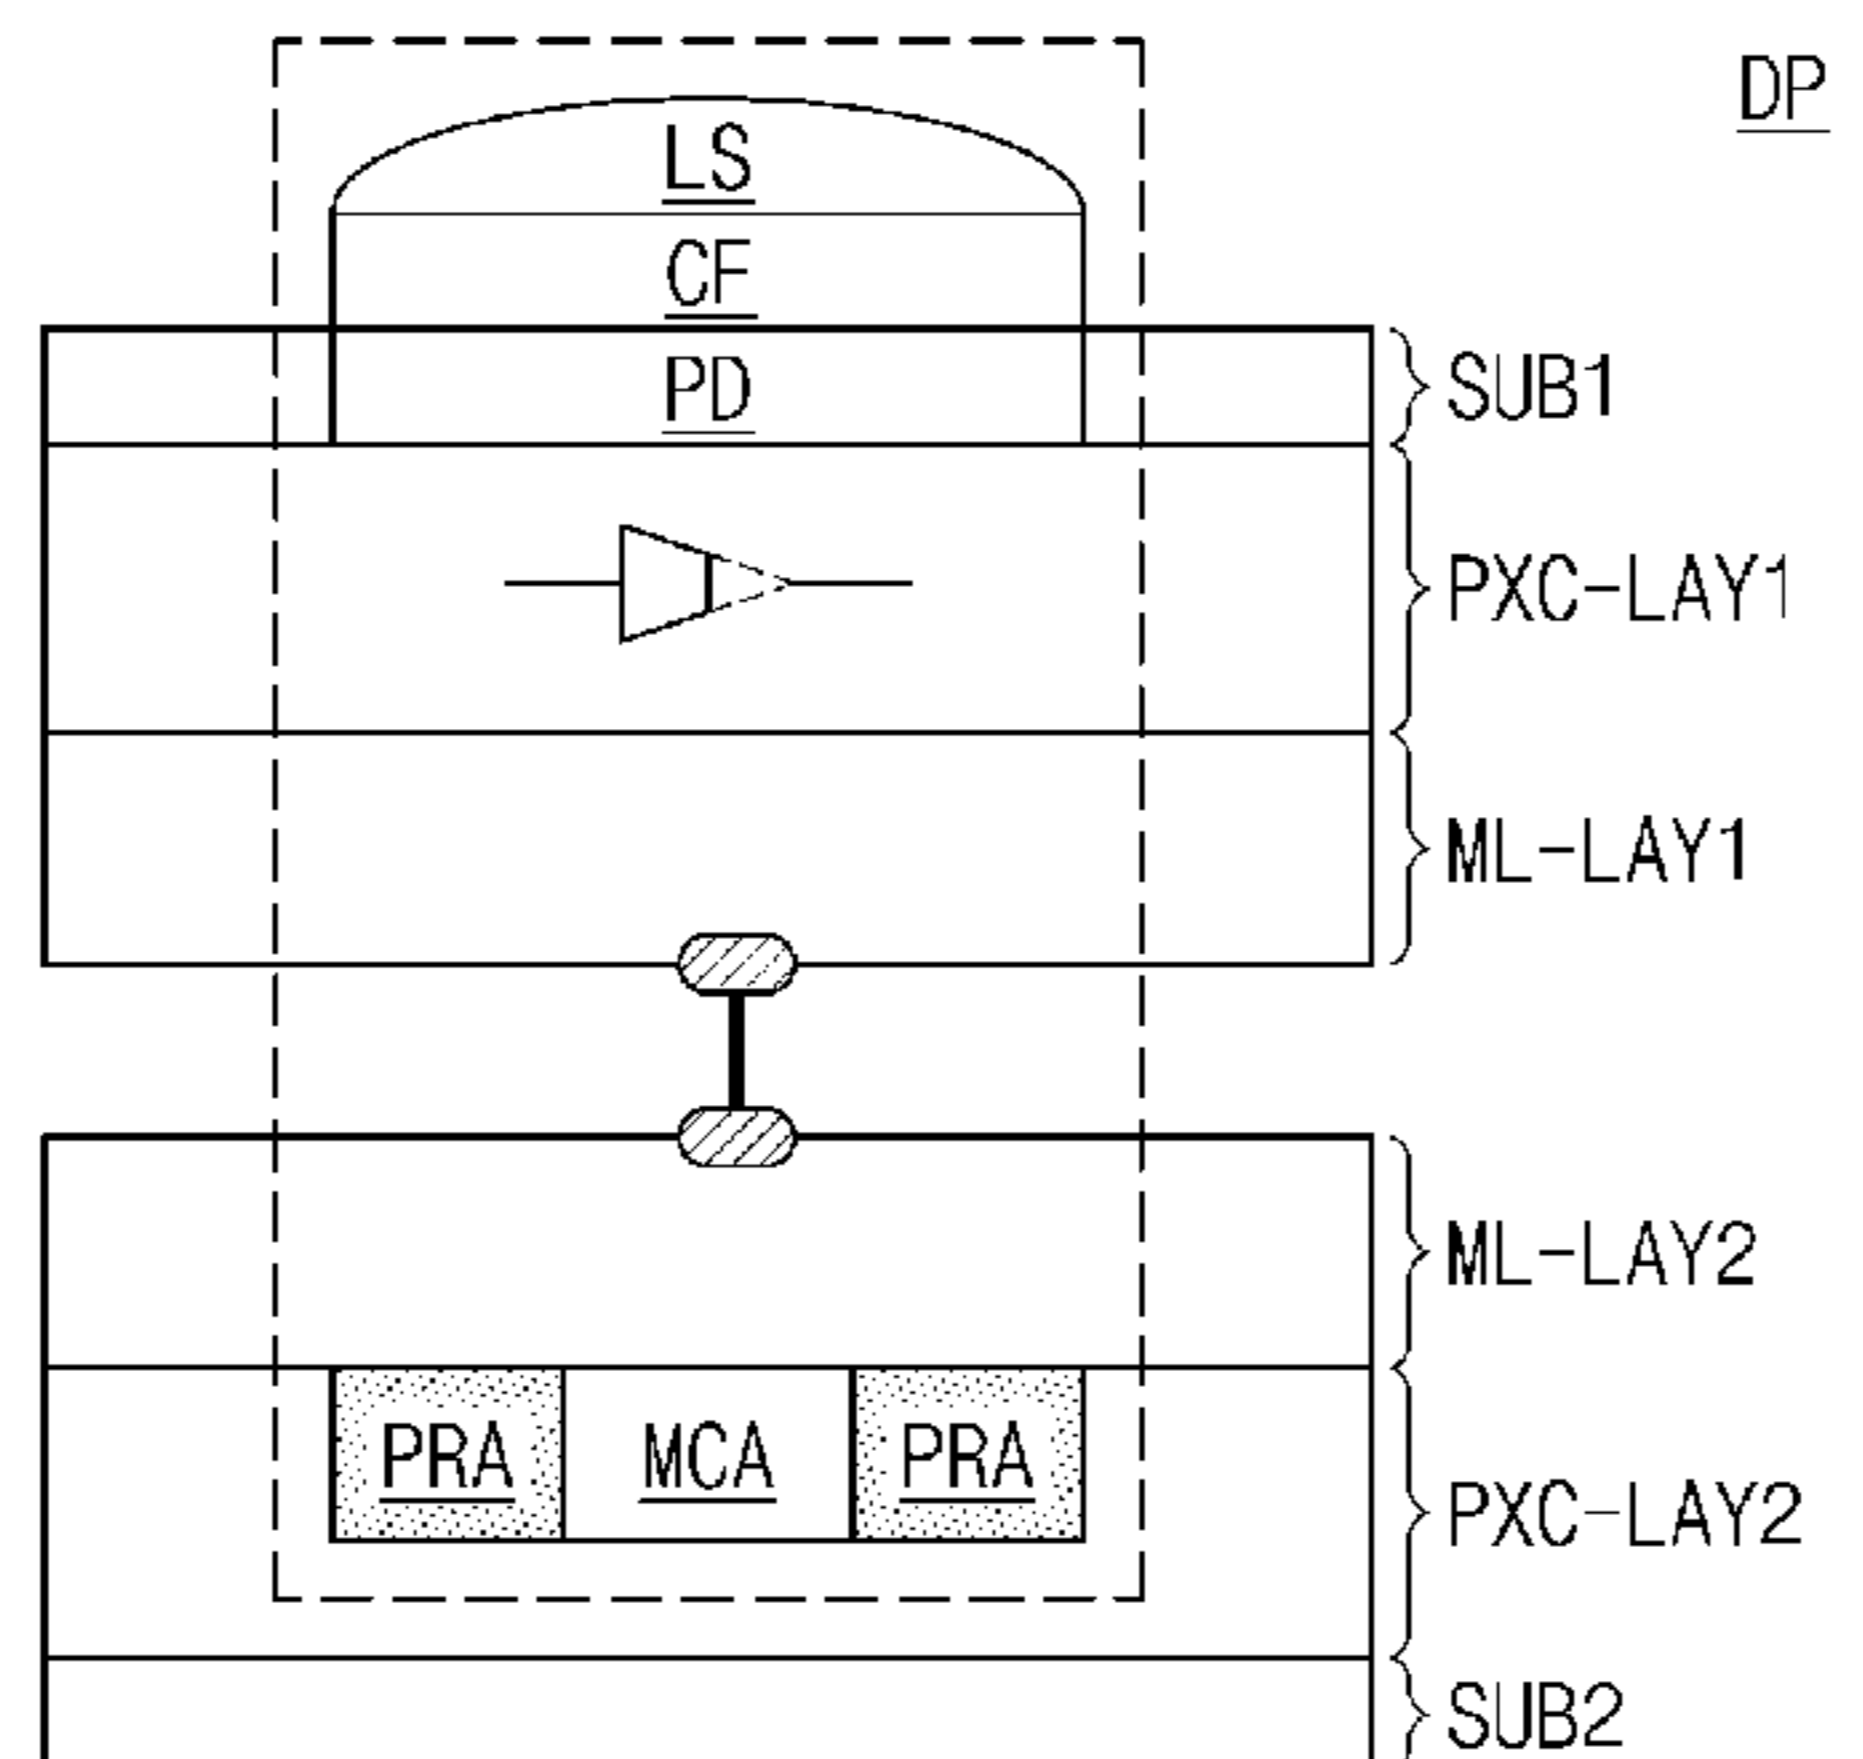 DP
LS
CF
PD
SUB1
PXC-LAY1
ML-LAY1
ML-LAY2
PRA MCA PRA
PXC-LAY2
SUB2